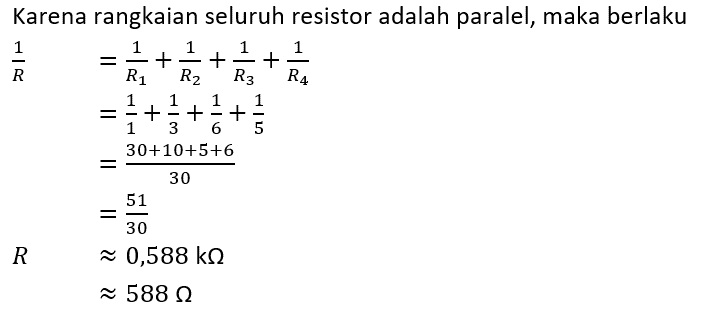 Karena rangkaian seluruh resistor adalah paralel, maka berlaku
1/R = 1/R₁ + 1/R₂ + 1/R₃ + 1/R₄
= 1/1 + 1/3 + 1/6 + 1/5
= 30+10+5+6/30
= 51/30
R ≈ 0,588 kΩ
≈ 588 Ω